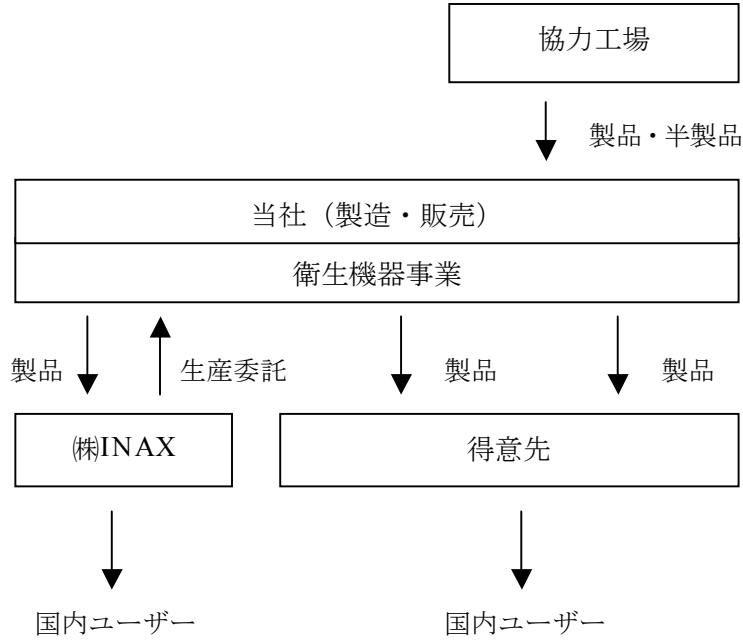 協力工場
製品・半製品
当社（製造・販売）
衛生機器事業
製品
生産委託
製品
製品
㈱INAX
得意先
国内ユーザー
国内ユーザー